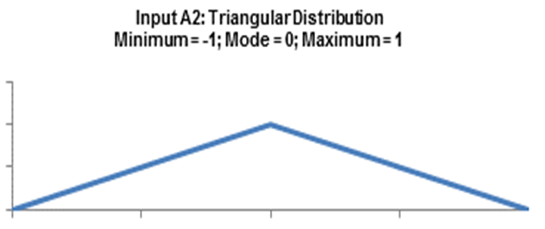 Input A2: Triangular Distribution
Minimum = -1; Mode = 0; Maximum = 1